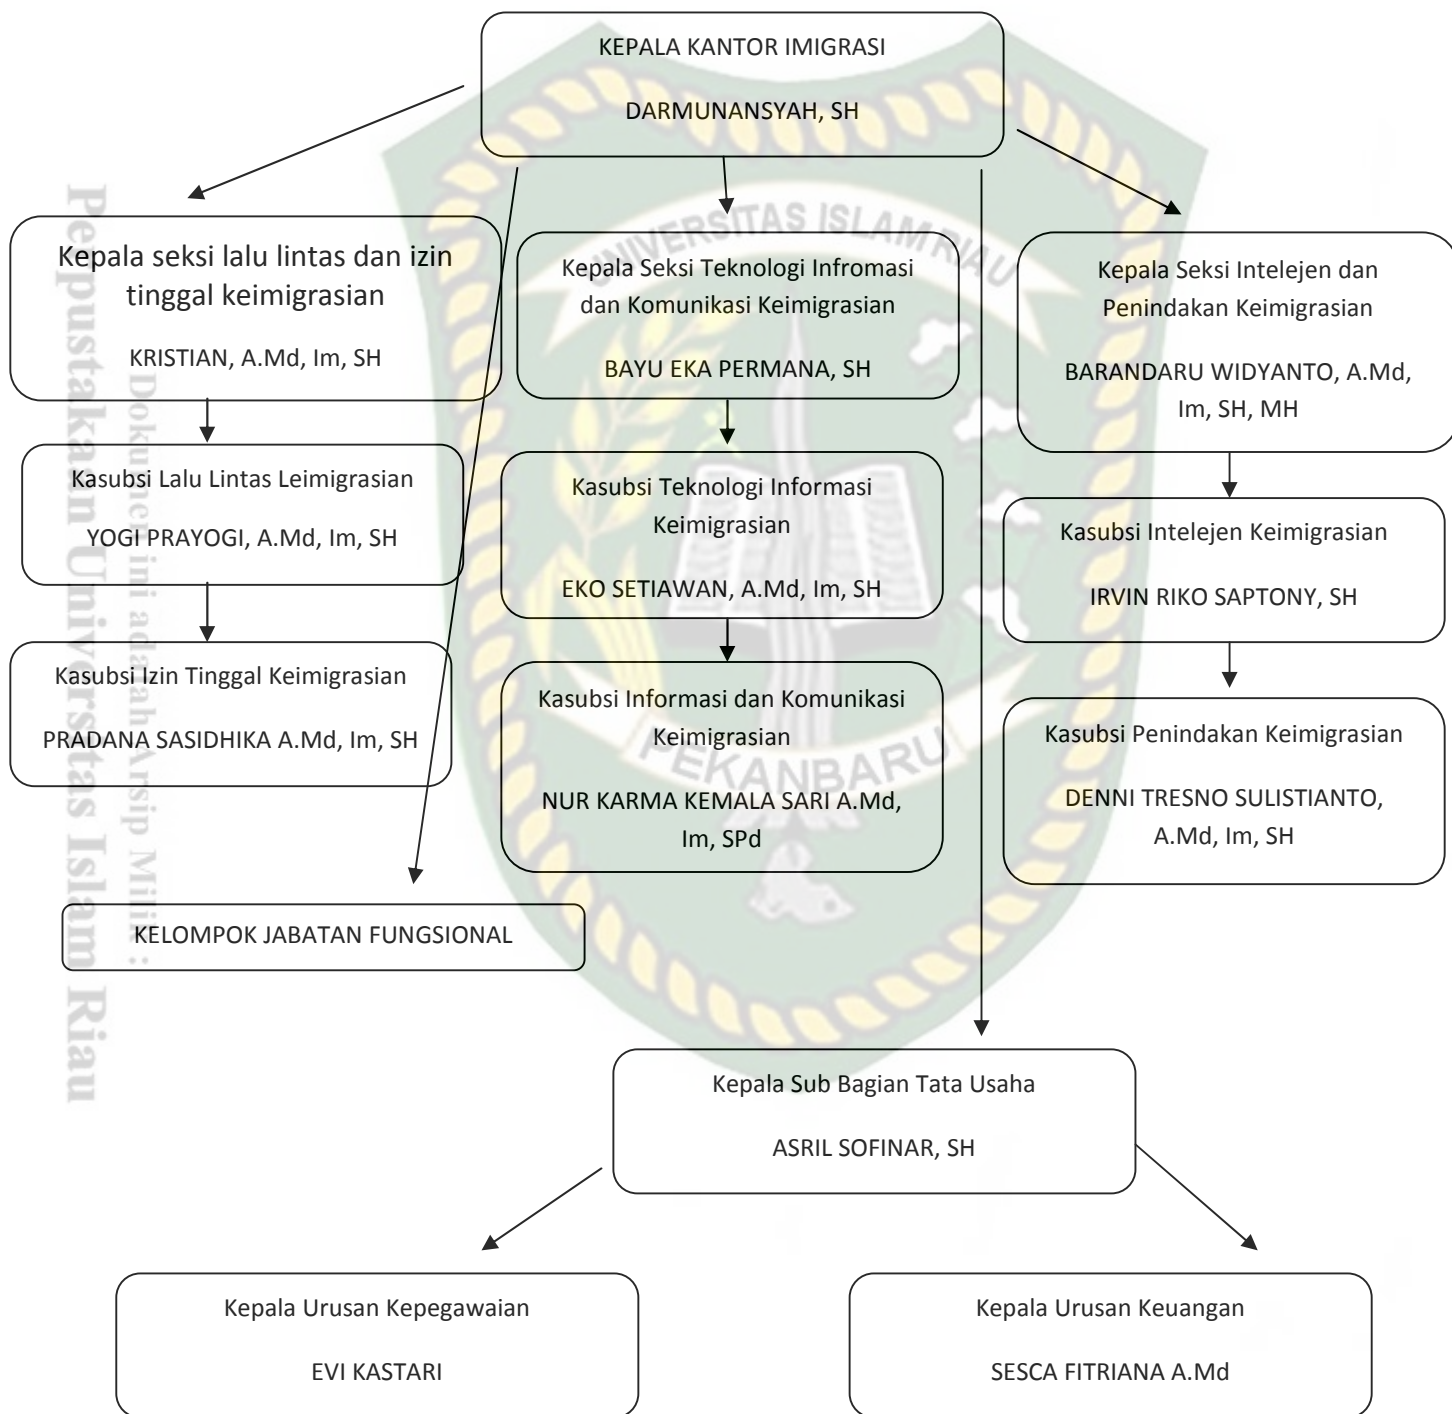 KEPALA KANTOR IMIGRASI
DARMUNANSYAH, SH
Kepala seksi lalu lintas dan izin
tinggal keimigrasian
KRISTIAN, A.Md, Im, SH
Kepala Seksi Teknologi Infromasi
dan Komunikasi Keimigrasian
BAYU EKA PERMANA, SH
Kepala Seksi Intelejen dan
Penindakan Keimigrasian
BARANDARU WIDYANTO, A.Md,
Im, SH, MH
Kasubsi Lalu Lintas Leimigrasian
YOGI PRAYOGI, A.Md, Im, SH
Kasubsi Teknologi Informasi
Keimigrasian
EKO SETIAWAN, A.Md, Im, SH
Kasubsi Intelejen Keimigrasian
IRVIN RIKO SAPTONY, SH
Kasubsi Izin Tinggal Keimigrasian
PRADANA SASIDHIKA A.Md, Im, SH
Kasubsi Informasi dan Komunikasi
Keimigrasian
NUR KARMA KEMALA SARI A.Md,
Im, SPd
Kasubsi Penindakan Keimigrasian
DENNI TRESNO SULISTIANTO,
A.Md, Im, SH
KELOMPOK JABATAN FUNGSIONAL
Kepala Sub Bagian Tata Usaha
ASRIL SOFINAR, SH
Kepala Urusan Kepegawaian
EVI KASTARI
Kepala Urusan Keuangan
SESCA FITRIANA A.Md
UNIVERSITAS ISLAM RIAU
PEKANBARU
Dokumen ini adalah Arsip Milik :
Perpustakaan Universitas Islam Riau